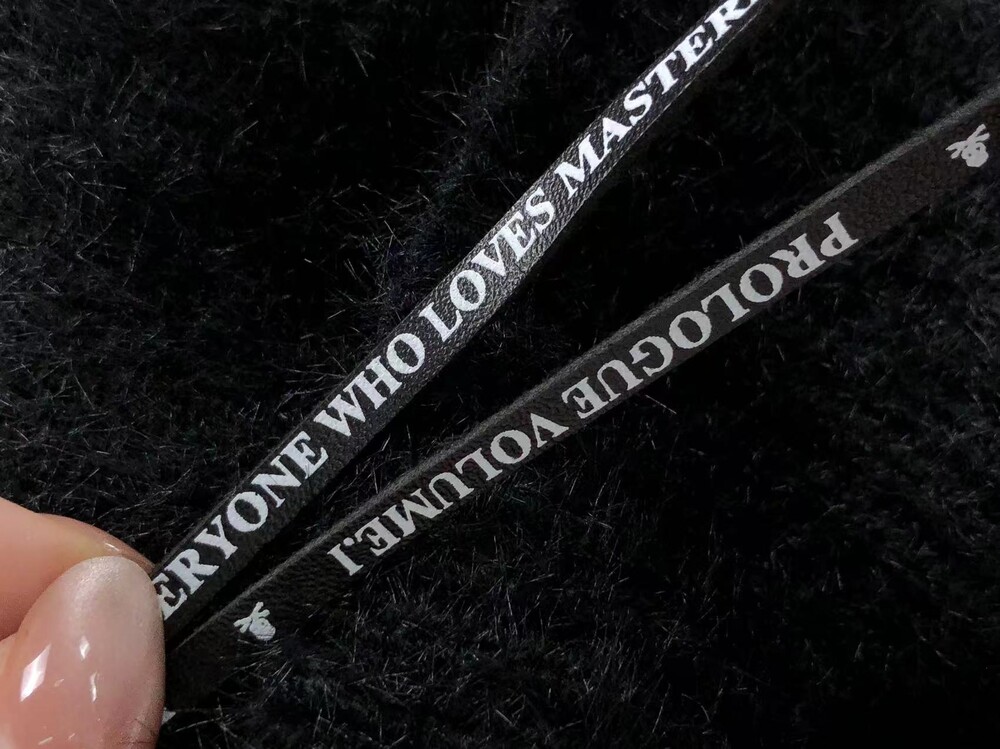 ERYONE WHO LOVES MASTER
PROLOGUE VOLUME.I